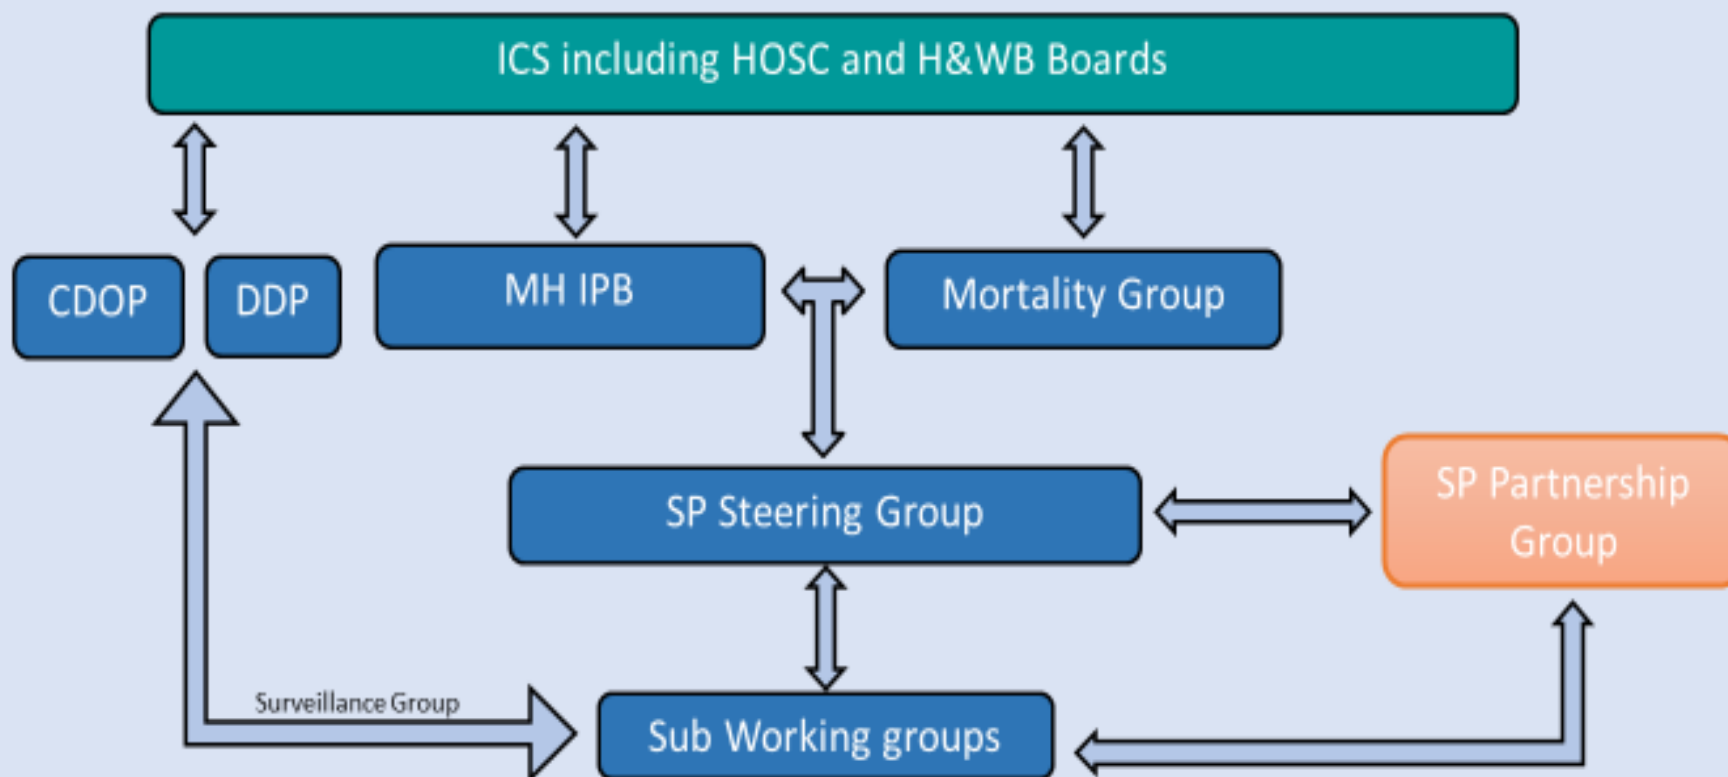 ICS including HOSC and H&WB Boards
CDOP
DDP
MH IPB
Mortality Group
SP Steering Group
SP Partnership
Group
Surveillance Group
Sub Working groups